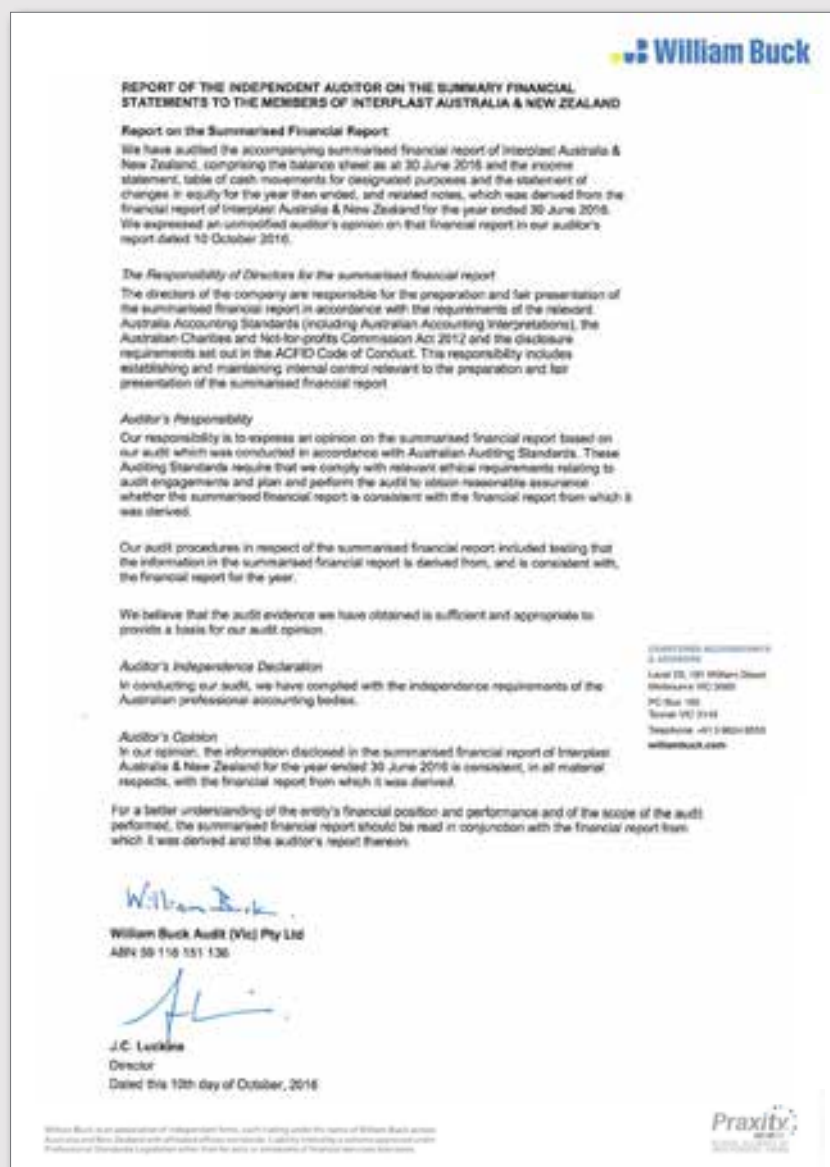 William Buck
REPORT OF THE INDEPENDENT AUDITOR ON THE SUMMARY FINANCIAL
STATEMENTS TO THE MEMBERS OF INTERPLAST AUSTRALIA & NEW ZEALAND
Report on the Summarised Financial Report
We have audited the accompanying summarised financial report of Interplast Australia &
New Zealand, comprising the balance sheet as at 30 June 2016 and the income
statement, table of cash movements for designated purposes and the statement of
changes in equity for the year then ended, and related notes, which was derived from the
financial report of Interplast Australia & New Zealand for the year ended 30 June 2016.
We expressed an unmodified auditor's opinion on that financial report in our auditor's
report dated 10 October 2016.
The Responsibility of Directors for the summarised financial report
The directors of the company are responsible for the preparation and fair presentation of
the summarised financial report in accordance with the requirements of the relevant
Australia Accounting Standards (including Australian Accounting Interpretations), the
Australian Charities and Not-for-profits Commission Act 2012 and the disclosure
requirements set out in the ACFID Code of Conduct. This responsibility includes
establishing and maintaining internal control relevant to the preparation and fair
presentation of the summarised financial report
Auditor's Responsibility
Our responsibility is to express an opinion on the summarised financial report based on
our audit which was conducted in accordance with Australian Auditing Standards. These
Auditing Standards require that we comply with relevant ethical requirements relating to
audit engagements and plan and perform the audit to obtain reasonable assurance
whether the summarised financial report is consistent with the financial report from which it
was derived.
Our audit procedures in respect of the summarised financial report included testing that
the information in the summarised financial report is derived from, and is consistent with,
the financial report for the year.
We believe that the audit evidence we have obtained is sufficient and appropriate to
provide a basis for our audit opinion.
Auditor's Independence Declaration
In conducting our audit, we have complied with the independence requirements of the
Australian professional accounting bodies.
Auditor's Opinion
In our opinion, the information disclosed in the summarised financial report of Interplast
Australia & New Zealand for the year ended 30 June 2016 is consistent, in all material
respects, with the financial report from which it was derived.
For a better understanding of the entity's financial position and performance and of the scope of the audit
performed, the summarised financial report should be read in conjunction with the financial report from
which it was derived and the auditor's report thereon.
William Buck
William Buck Audit (Vic) Pty Ltd
ABN 59 116 151 136
J.C. Luckins
Director
Dated this 10th day of October, 2016
CHARTERED ACCOUNTANTS
& ADVISORS
Level 20, 181 William Street
Melbourne VIC 3000
PO Box 185
Toorak VIC 3142
williambuck.com
Praxity